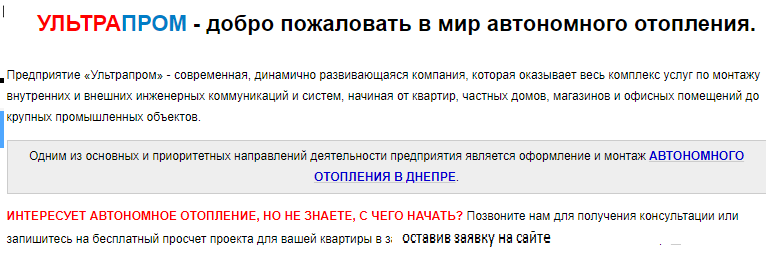 УЛЬТРАПРОМ - добро пожаловать в мир автономного отопления.
Предприятие «Ультрапром» - современная, динамично развивающаяся компания, которая оказывает весь комплекс услуг по монтажу
внутренних и внешних инженерных коммуникаций и систем, начиная от квартир, частных домов, магазинов и офисных помещений до
крупных промышленных объектов.
Одним из основных и приоритетных направлений деятельности предприятия является оформление и монтаж АВТОНОМНОГО
ОТОПЛЕНИЯ В ДНЕПРЕ.
ИНТЕРЕСУЕТ АВТОНОМНОЕ ОТОПЛЕНИЕ, НО НЕ ЗНАЕТЕ, С ЧЕГО НАЧАТЬ? Позвоните нам для получения консультации или
запишитесь на бесплатный просчет проекта для вашей квартиры в оставив заявку на сайте